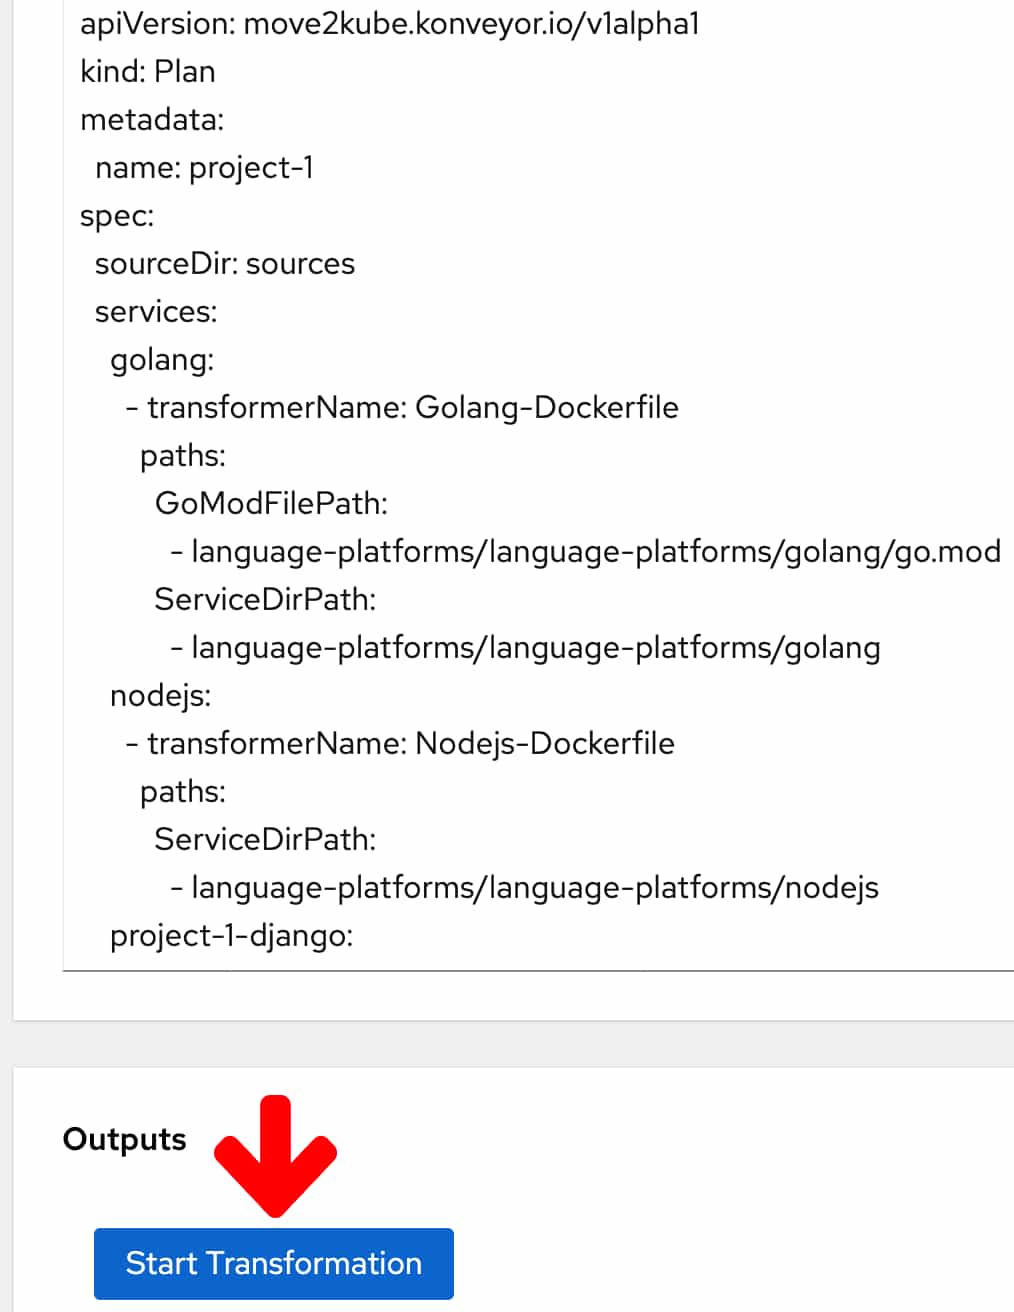 apiVersion: move2kube.konveyor.io/v1alpha1
kind: Plan
metadata:
  name: project-1
spec:
  sourceDir: sources
  services:
    golang:
      - transformerName: Golang-Dockerfile
        paths:
          GoModFilePath:
            - language-platforms/language-platforms/golang/go.mod
          ServiceDirPath:
            - language-platforms/language-platforms/golang
    nodejs:
      - transformerName: Nodejs-Dockerfile
        paths:
          ServiceDirPath:
            - language-platforms/language-platforms/nodejs
    project-1-django:
Outputs
Start Transformation